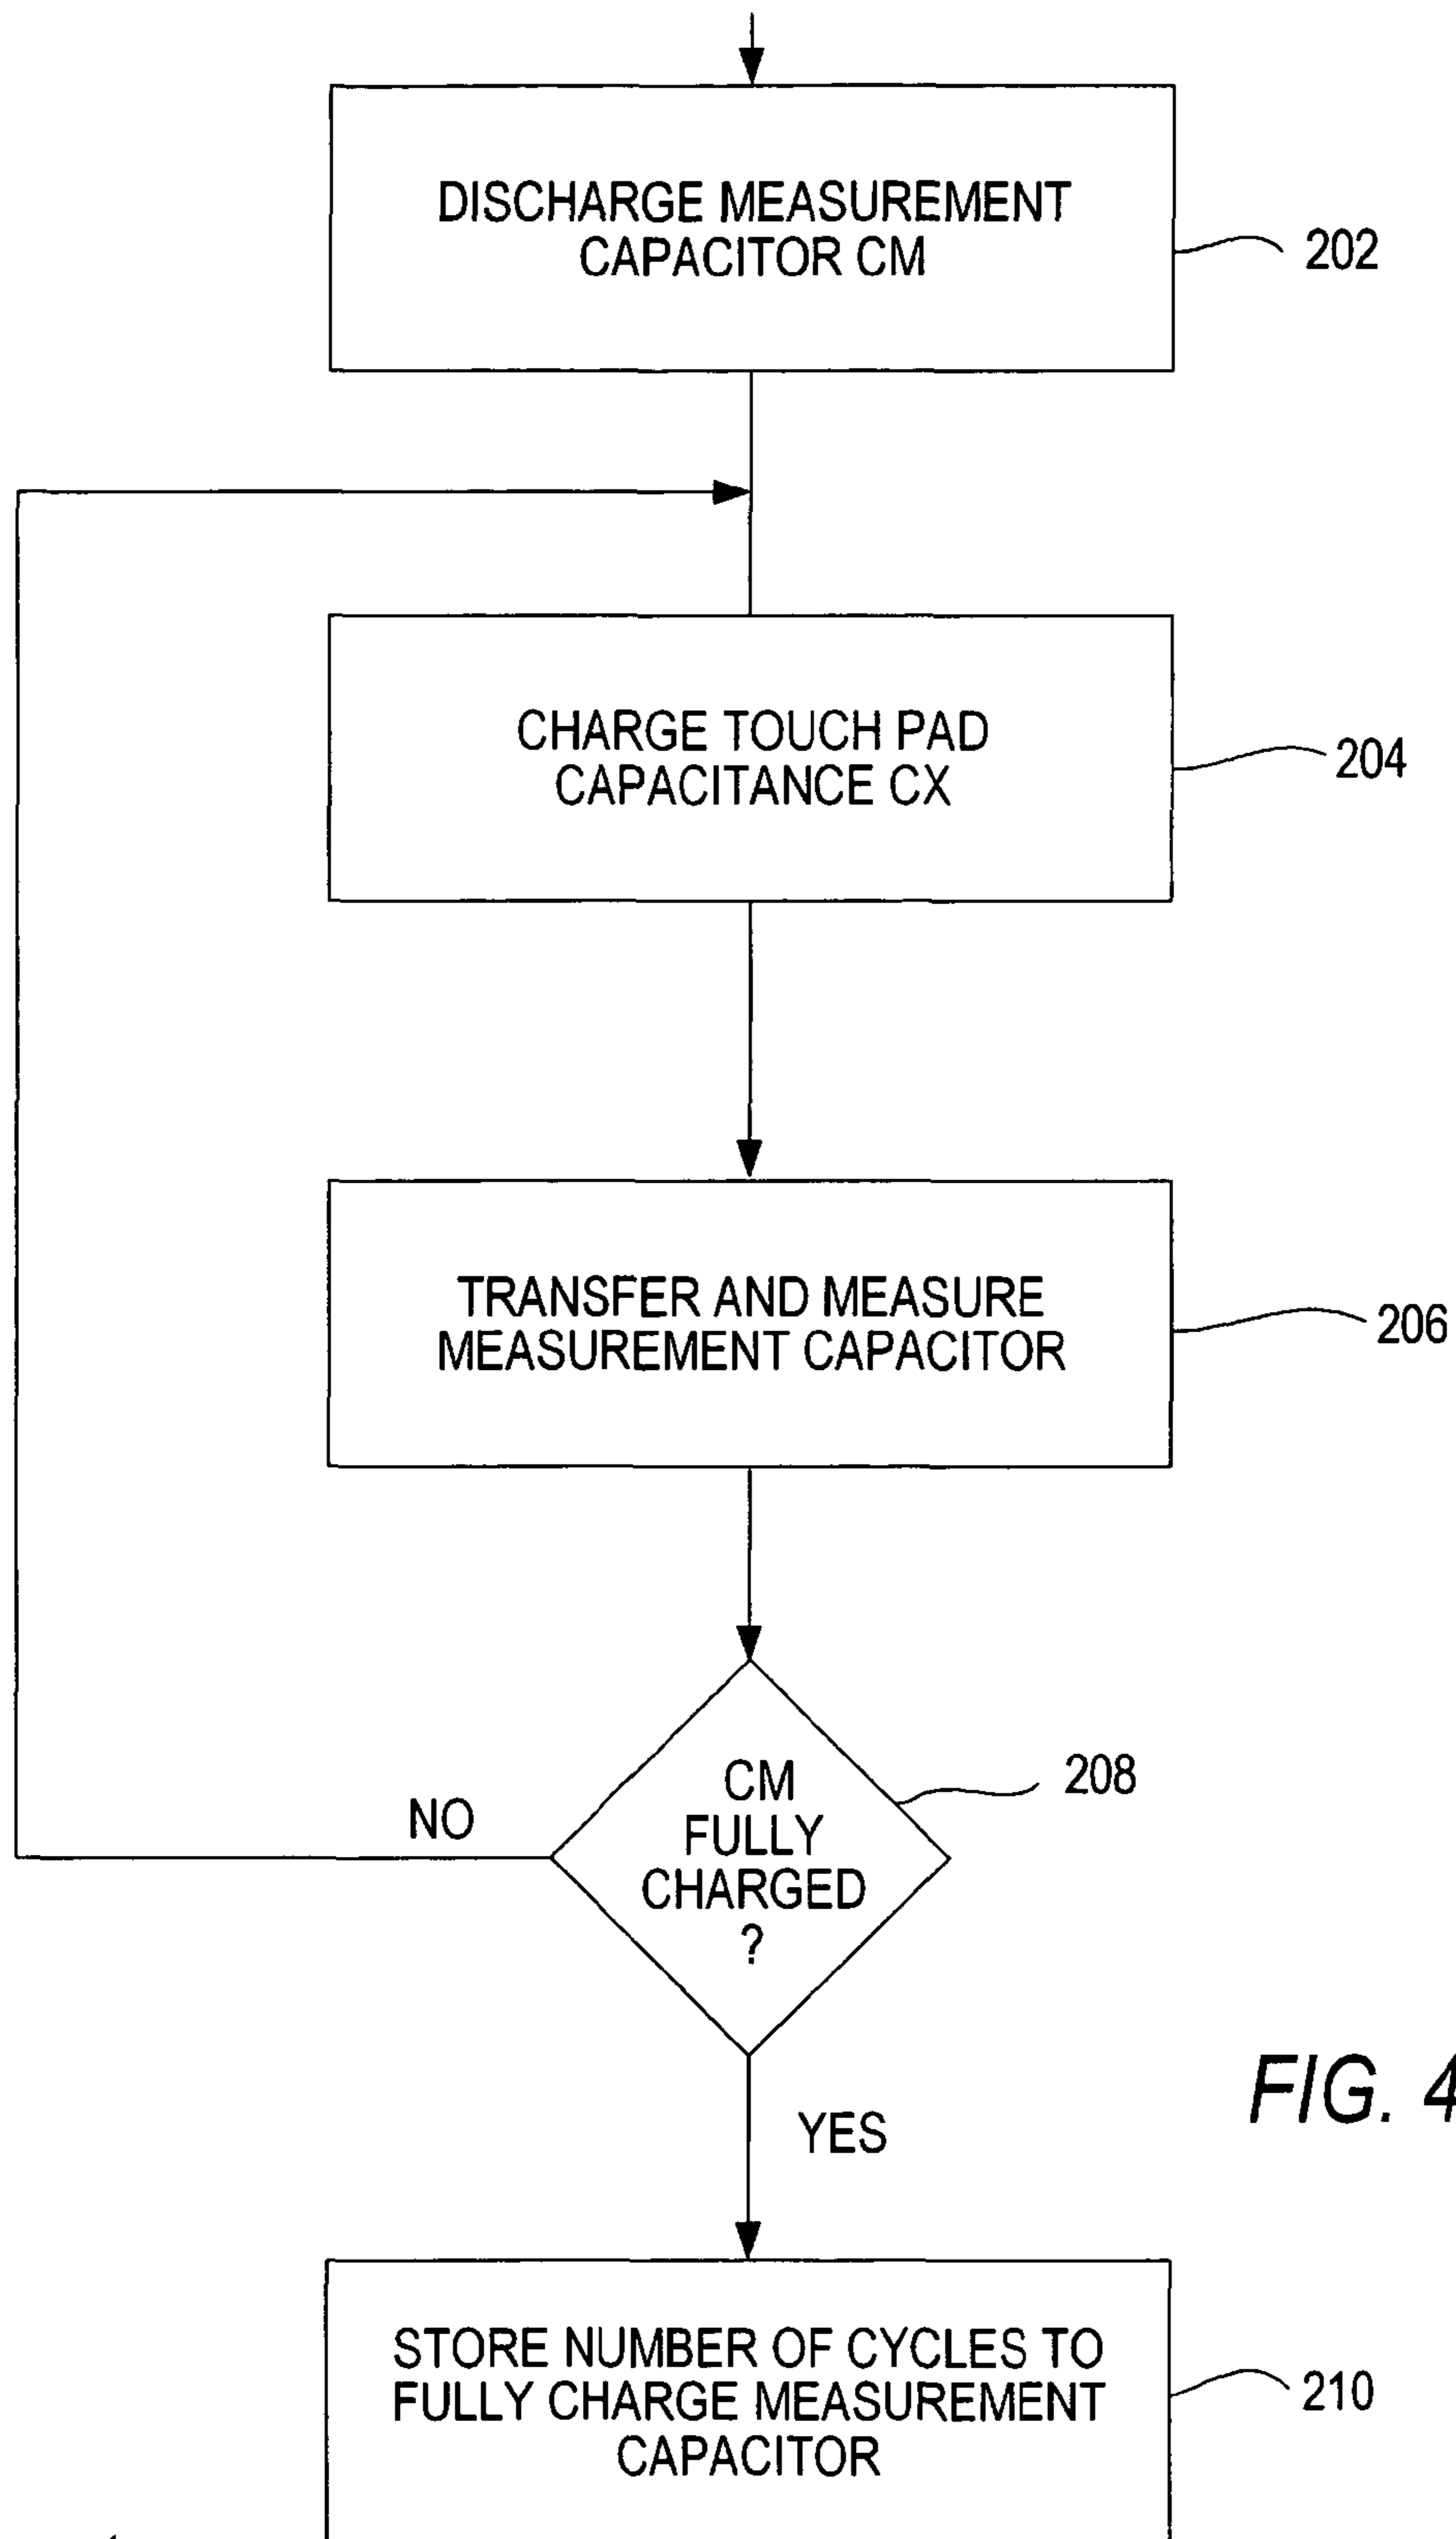 DISCHARGE MEASUREMENT
CAPACITOR CM
202
CHARGE TOUCH PAD
CAPACITANCE CX
204
TRANSFER AND MEASURE
MEASUREMENT CAPACITOR
206
CM
FULLY
CHARGED
?
208
NO
YES
FIG. 4
STORE NUMBER OF CYCLES TO
FULLY CHARGE MEASUREMENT
CAPACITOR
210